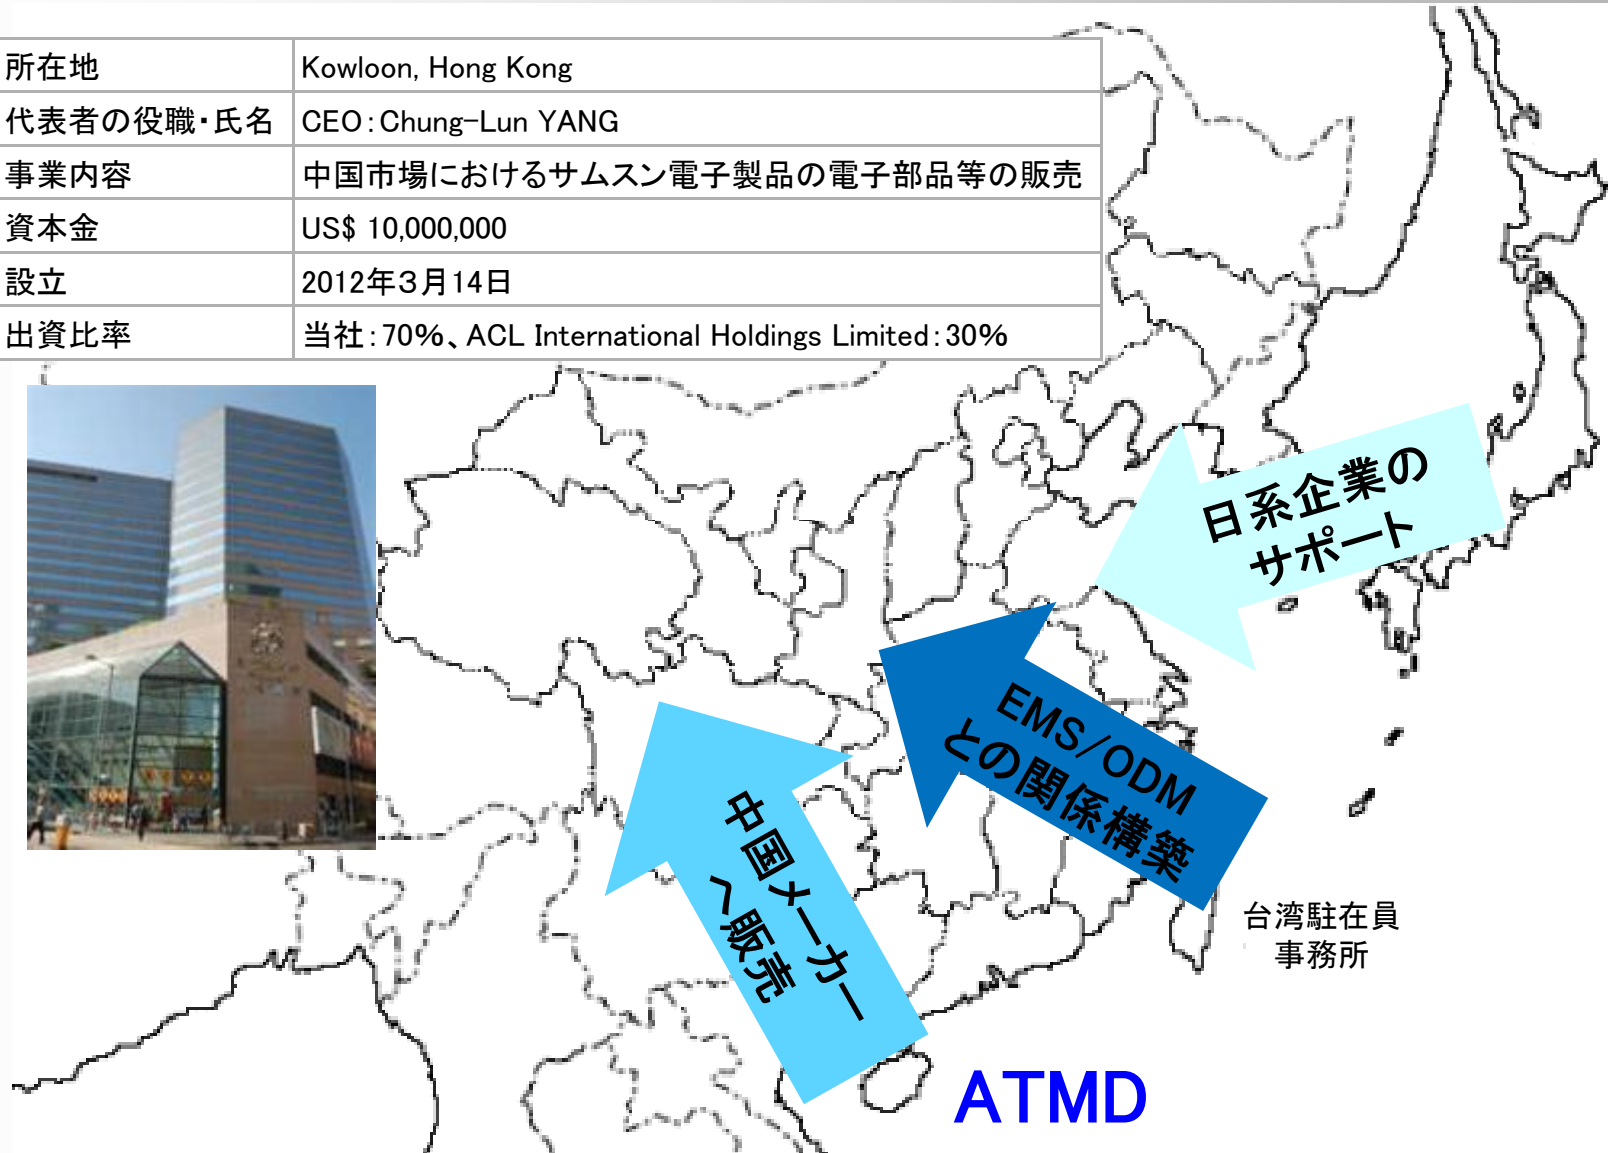 所在地 Kowloon, Hong Kong
代表者の役職・氏名 CEO:Chung-Lun YANG
事業内容 中国市場におけるサムスン電子製品の電子部品等の販売
資本金 US$ 10,000,000
設立 2012年3月14日
出資比率 当社:70%、ACL International Holdings Limited:30%
日系企業の
サポート
EMS/ODM
との関係構築
中国メーカー
へ販売
台湾駐在員
事務所
ATMD